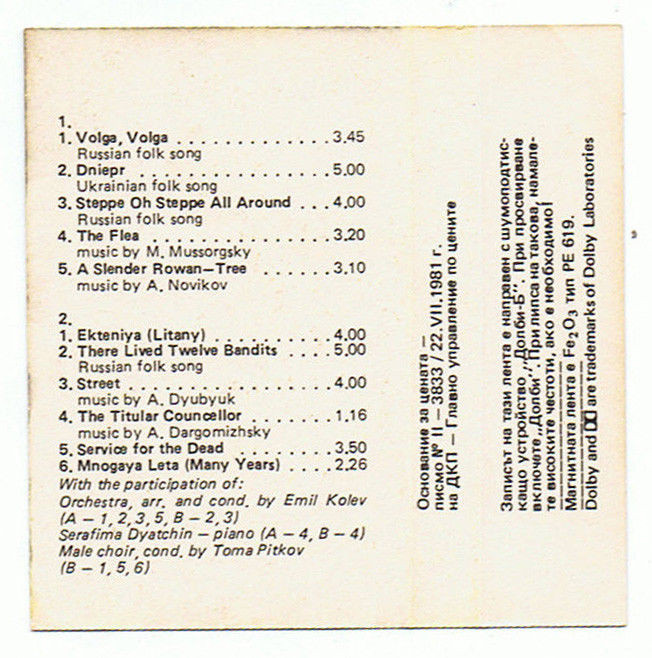 1.
1. Volga, Volga . . . . . . . . . . . . . . . 3.45
Russian folk song
2. Dniepr . . . . . . . . . . . . . . . . . . 5.00
Ukrainian folk song
3. Steppe Oh Steppe All Around . . . 4.00
Russian folk song
4. The Flea . . . . . . . . . . . . . . . . 3.20
music by M. Mussorgsky
5. A Slender Rowan—Tree . . . . . . 3.10
music by A. Novikov
2.
1. Ekteniya (Litany) . . . . . . . . . . . 4.00
2. There Lived Twelve Bandits . . . . 5.00
Russian folk song
3. Street . . . . . . . . . . . . . . . . . . . 4.00
music by A. Dyubyuk
4. The Titular Councellor . . . . . . . 1.16
music by A. Dargomizhsky
5. Service for the Dead . . . . . . . . 3.50
6. Mnogaya Leta (Many Years) . . . . 2.26
With the participation of:
Orchestra, arr. and cond. by Emil Kolev
(A — 1, 2, 3, 5, B — 2, 3)
Serafima Dyatchin — piano (A — 4, B — 4)
Male choir, cond. by Toma Pitkov
(B — 1, 5, 6)
Основание за цената —
писмо № II — 3833 / 22.VII.1981 г.
на ДКП — Главно управление по цените
Записът на тази лента е направен с шумоподтис-
кащо устройство „Долби-Б". При просвирване
включете „Долби". При липса на такова, намале-
те високите честоти, ако е необходимо!
Магнитната лента е Fe2O3 тип PE 619.
Dolby and DD are trademarks of Dolby Laboratories